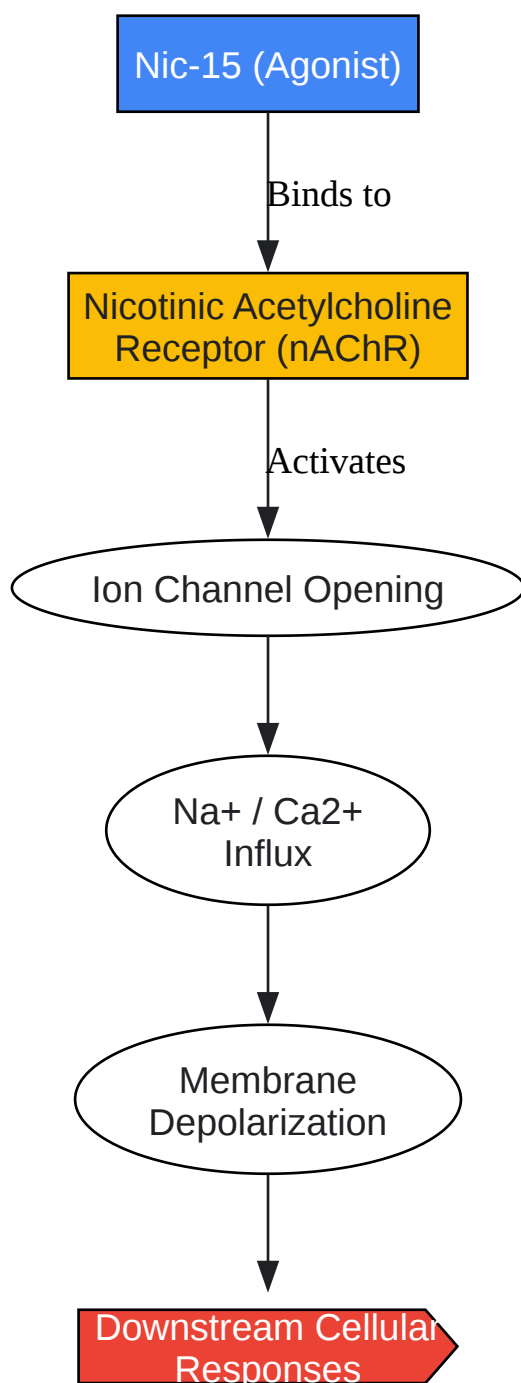 Nic-15 (Agonist)
Binds to
Nicotinic Acetylcholine
Receptor (nAChR)
Activates
Ion Channel Opening
Na+ / Ca2+
Influx
Membrane
Depolarization
Downstream Cellular
Responses